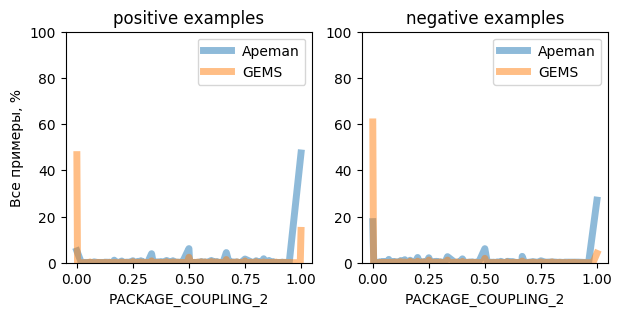 positive examples
negative examples
Все примеры, %
100
80
60
40
20
0
Apeman
GEMS
0.00
0.25
0.50
0.75
1.00
PACKAGE_COUPLING_2
100
80
60
40
20
0
Apeman
GEMS
0.00
0.25
0.50
0.75
1.00
PACKAGE_COUPLING_2